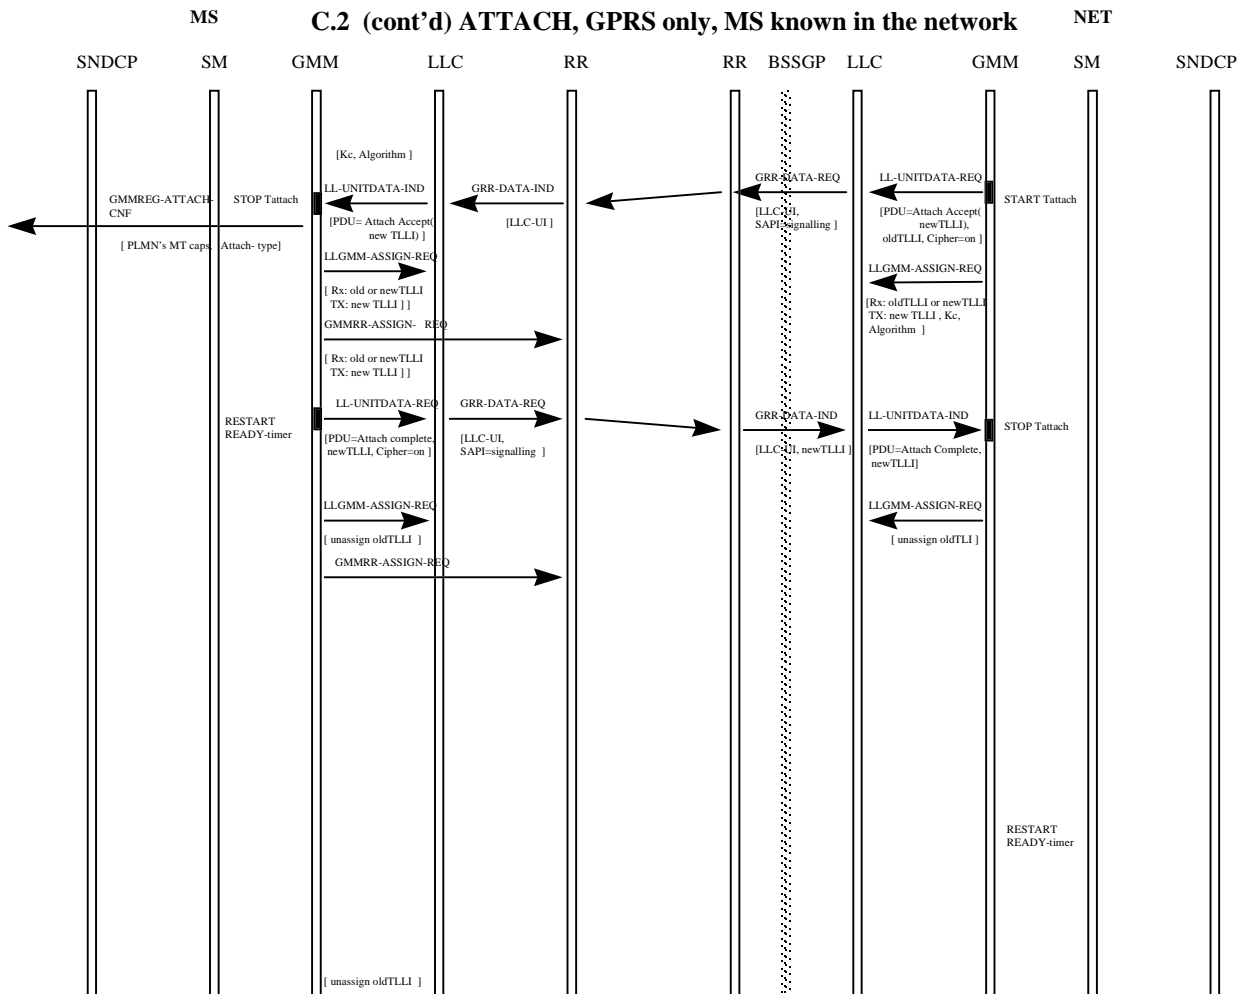 MS
C.2 (cont'd) ATTACH, GPRS only, MS known in the network
NET
SNDCP SM GMM LLC RR RR BSSGP LLC GMM SM SNDCP
[Kc, Algorithm ]
GMMREG-ATTACH-
CNF
STOP Tattach
LL-UNITDATA-IND
GRR-DATA-IND
GRR-DATA-REQ
LL-UNITDATA-REQ
START Tattach
[ PLMN's MT caps, Attach- type]
[PDU= Attach Accept(
new TLLI) ]
[LLC-UI ]
[LLC-UI,
SAPI=signalling ]
[PDU=Attach Accept(
newTLLI),
oldTLLI, Cipher=on ]
LLGMM-ASSIGN-REQ
LLGMM-ASSIGN-REQ
[ Rx: old or newTLLI
TX: new TLLI ] ]
[Rx: oldTLLI or newTLLI
TX: new TLLI , Kc,
Algorithm ]
GMMRR-ASSIGN- REQ
[ Rx: old or newTLLI
TX: new TLLI ] ]
RESTART
READY-timer
LL-UNITDATA-REQ
GRR-DATA-REQ
GRR-DATA-IND
LL-UNITDATA-IND
STOP Tattach
[PDU=Attach complete,
newTLLI, Cipher=on ]
[LLC-UI,
SAPI=signalling ]
[LLC-UI, newTLLI ]
[PDU=Attach Complete,
newTLLI]
LLGMM-ASSIGN-REQ
LLGMM-ASSIGN-REQ
[ unassign oldTLLI ]
[ unassign oldTLI ]
GMMRR-ASSIGN-REQ
RESTART
READY-timer
[ unassign oldTLLI ]